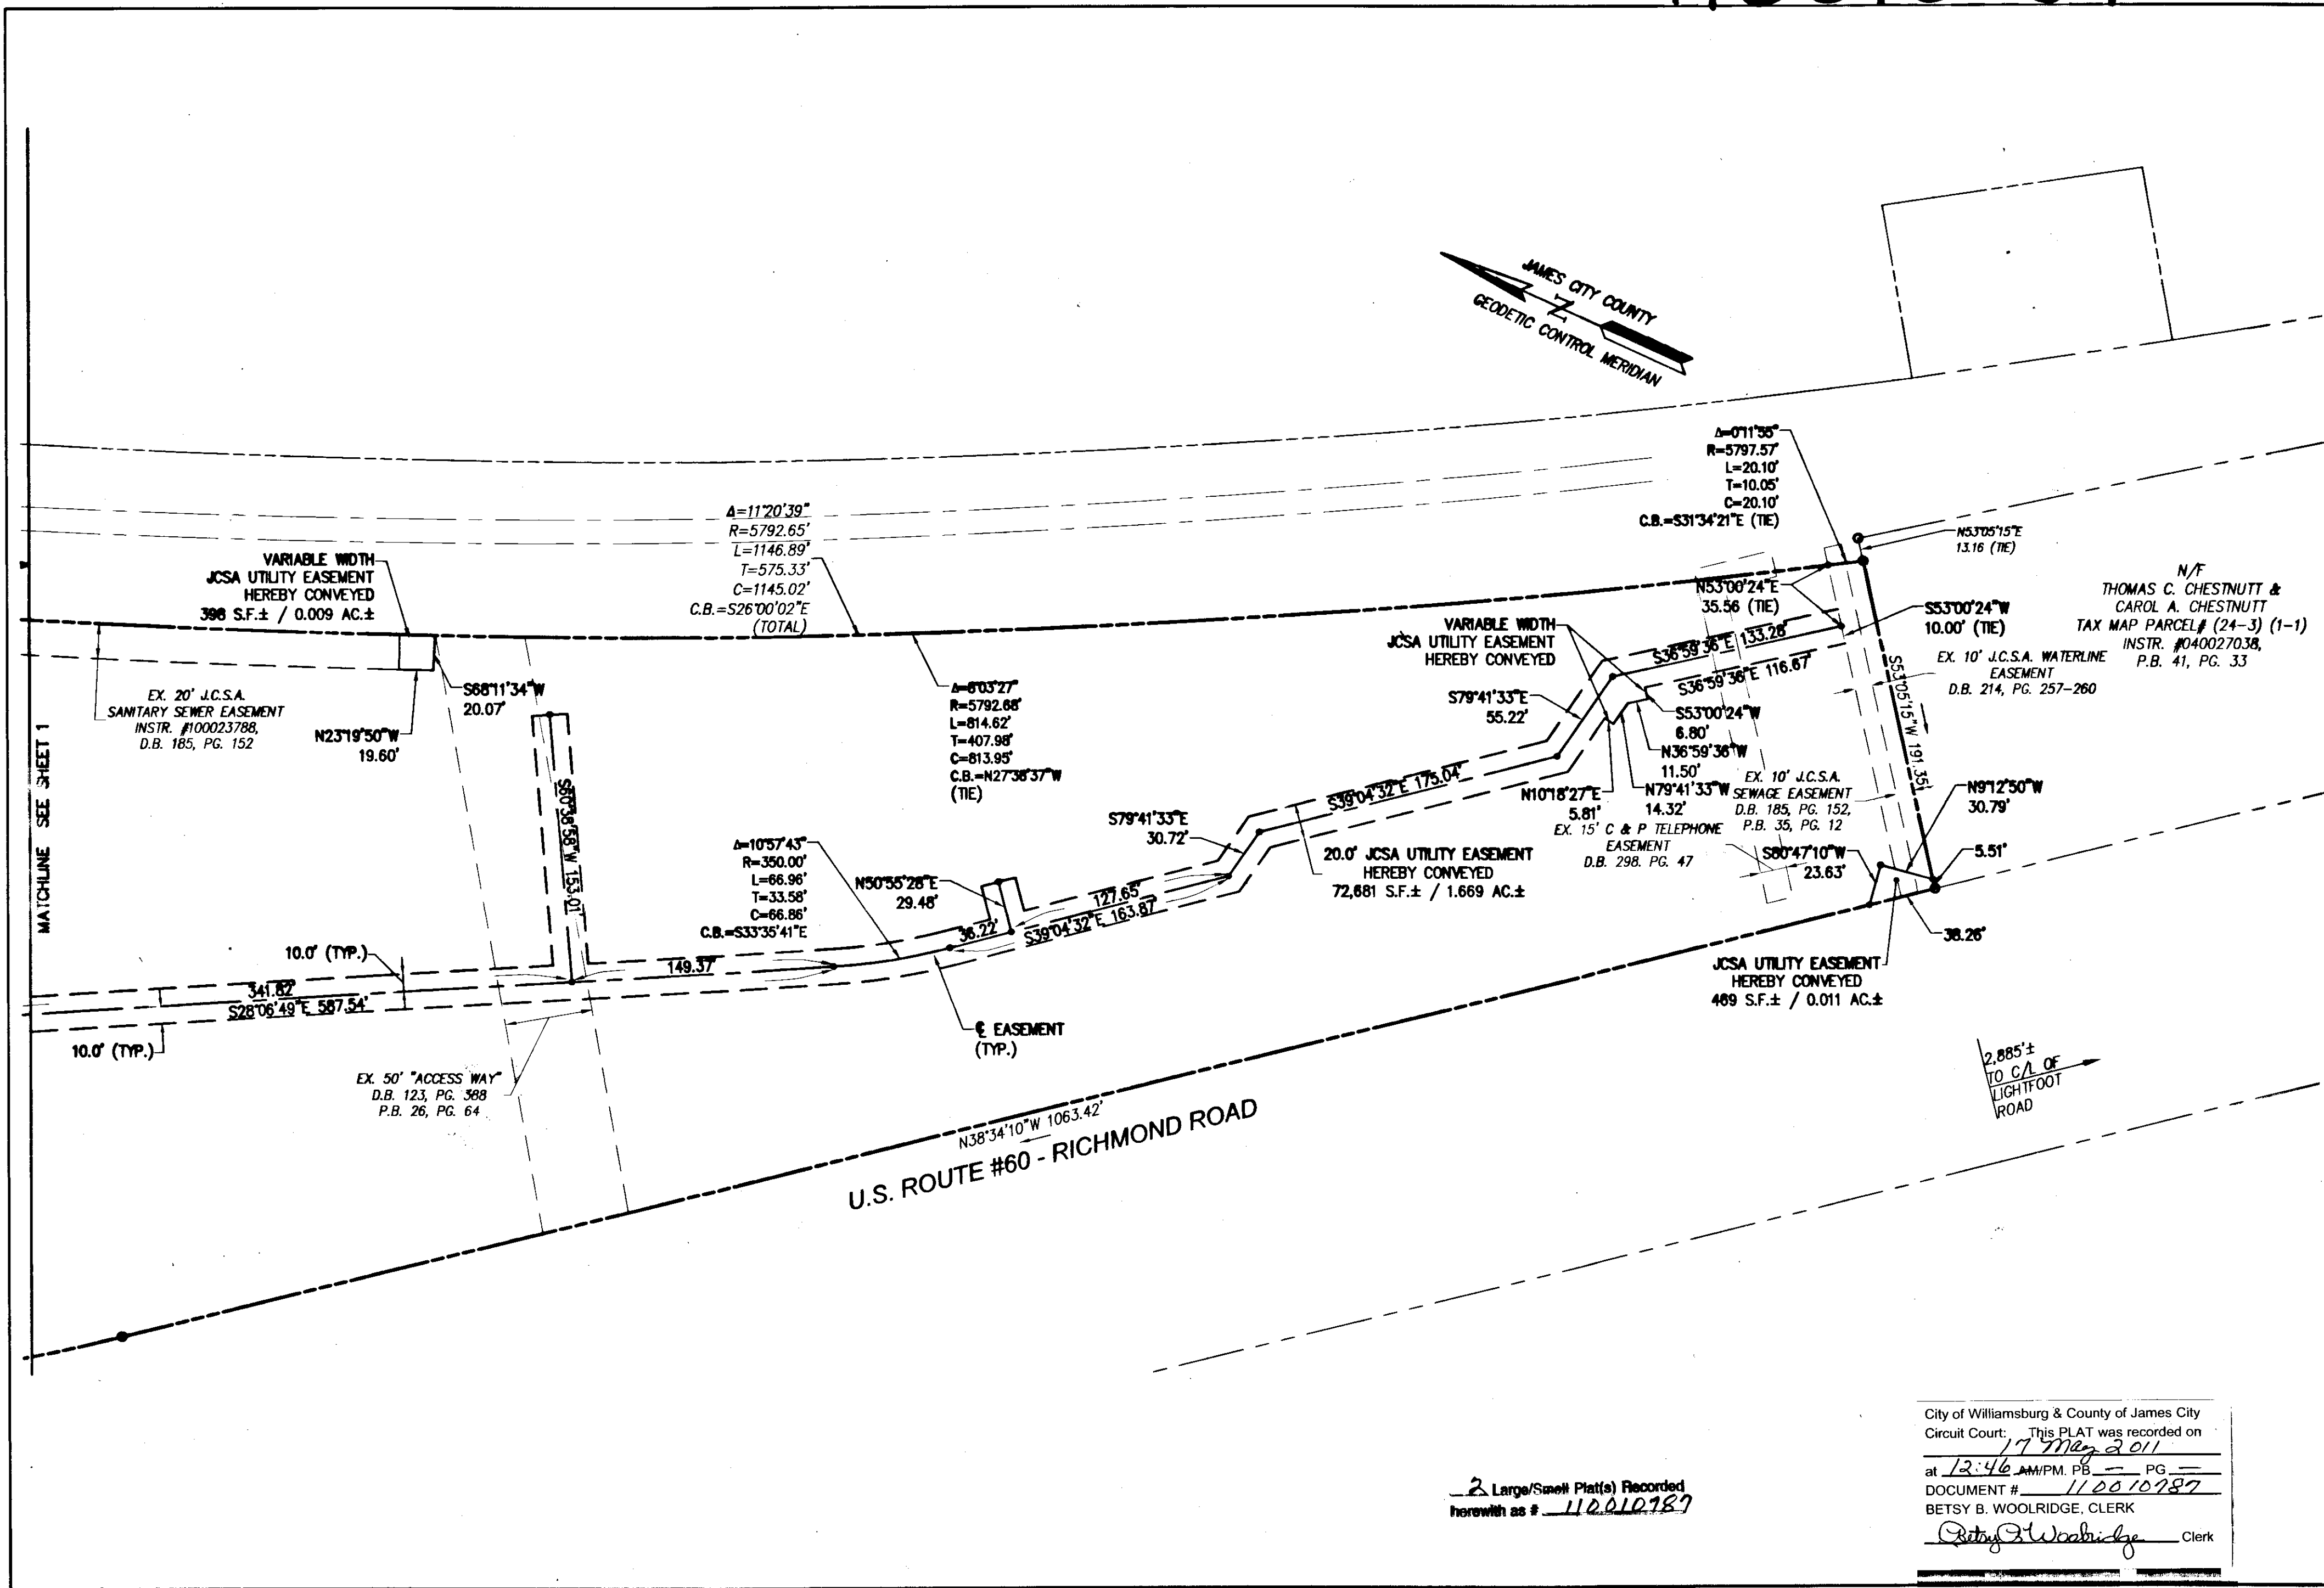 JAMES CITY COUNTY
N
GEODETIC CONTROL MERIDIAN
MATCHLINE SEE SHEET 1
VARIABLE WIDTH
JCSA UTILITY EASEMENT
HEREBY CONVEYED
398 S.F.± / 0.009 AC.±
EX. 20' J.C.S.A.
SANITARY SEWER EASEMENT
INSTR. #100023788,
D.B. 185, PG. 152
S68°11'34"W
20.07'
N23°19'50"W
19.60'
Δ=11°20'39"
R=5792.65'
L=1146.89'
T=575.33'
C=1145.02'
C.B.=S26°00'02"E
(TOTAL)
Δ=8°03'27"
R=5792.68'
L=814.62'
T=407.98'
C=813.95'
C.B.=N27°38'37"W
(TIE)
Δ=0°11'55"
R=5797.57'
L=20.10'
T=10.05'
C=20.10'
C.B.=S31°34'21"E (TIE)
N53°05'15"E
13.16 (TIE)
N/F
THOMAS C. CHESTNUTT &
CAROL A. CHESTNUTT
TAX MAP PARCEL# (24-3) (1-1)
INSTR. #040027038,
P.B. 41, PG. 33
N53°00'24"E
35.56 (TIE)
S53°00'24"W
10.00' (TIE)
EX. 10' J.C.S.A. WATERLINE
EASEMENT
D.B. 214, PG. 257-260
S53°05'15"W 191.35'
VARIABLE WIDTH
JCSA UTILITY EASEMENT
HEREBY CONVEYED
S36°59'36"E 133.28'
S36°59'36"E 116.67'
S79°41'33"E
55.22'
S53°00'24"W
6.80'
N36°59'36"W
11.50'
N79°41'33"W
14.32'
N10°18'27"E
5.81'
EX. 10' J.C.S.A.
SEWAGE EASEMENT
D.B. 185, PG. 152,
P.B. 35, PG. 12
EX. 15' C & P TELEPHONE
EASEMENT
D.B. 298. PG. 47
N9°12'50"W
30.79'
S80°47'10"W
23.63'
5.51'
38.26'
JCSA UTILITY EASEMENT
HEREBY CONVEYED
469 S.F.± / 0.011 AC.±
S39°04'32"E 175.04'
S79°41'33"E
30.72'
20.0' JCSA UTILITY EASEMENT
HEREBY CONVEYED
72,681 S.F.± / 1.669 AC.±
S60°38'58"W 153.01'
Δ=10°57'43"
R=350.00'
L=66.96'
T=33.58'
C=66.86'
C.B.=S33°35'41"E
N50°55'28"E
29.48'
127.65'
36.22'
S39°04'32"E 163.87'
149.37'
10.0' (TYP.)
341.82'
S28°06'49"E 587.54'
10.0' (TYP.)
℄ EASEMENT
(TYP.)
EX. 50' "ACCESS WAY"
D.B. 123, PG. 388
P.B. 26, PG. 64
N38°34'10"W 1063.42'
U.S. ROUTE #60 - RICHMOND ROAD
2,885'±
TO C/L OF
LIGHTFOOT
ROAD
2 Large/Small Plat(s) Recorded
herewith as # 110010787
City of Williamsburg & County of James City
Circuit Court: This PLAT was recorded on
17 May 2011
at 12:46 AM/PM. PB — PG —
DOCUMENT # 110010787
BETSY B. WOOLRIDGE, CLERK
Betsy B Woolridge Clerk